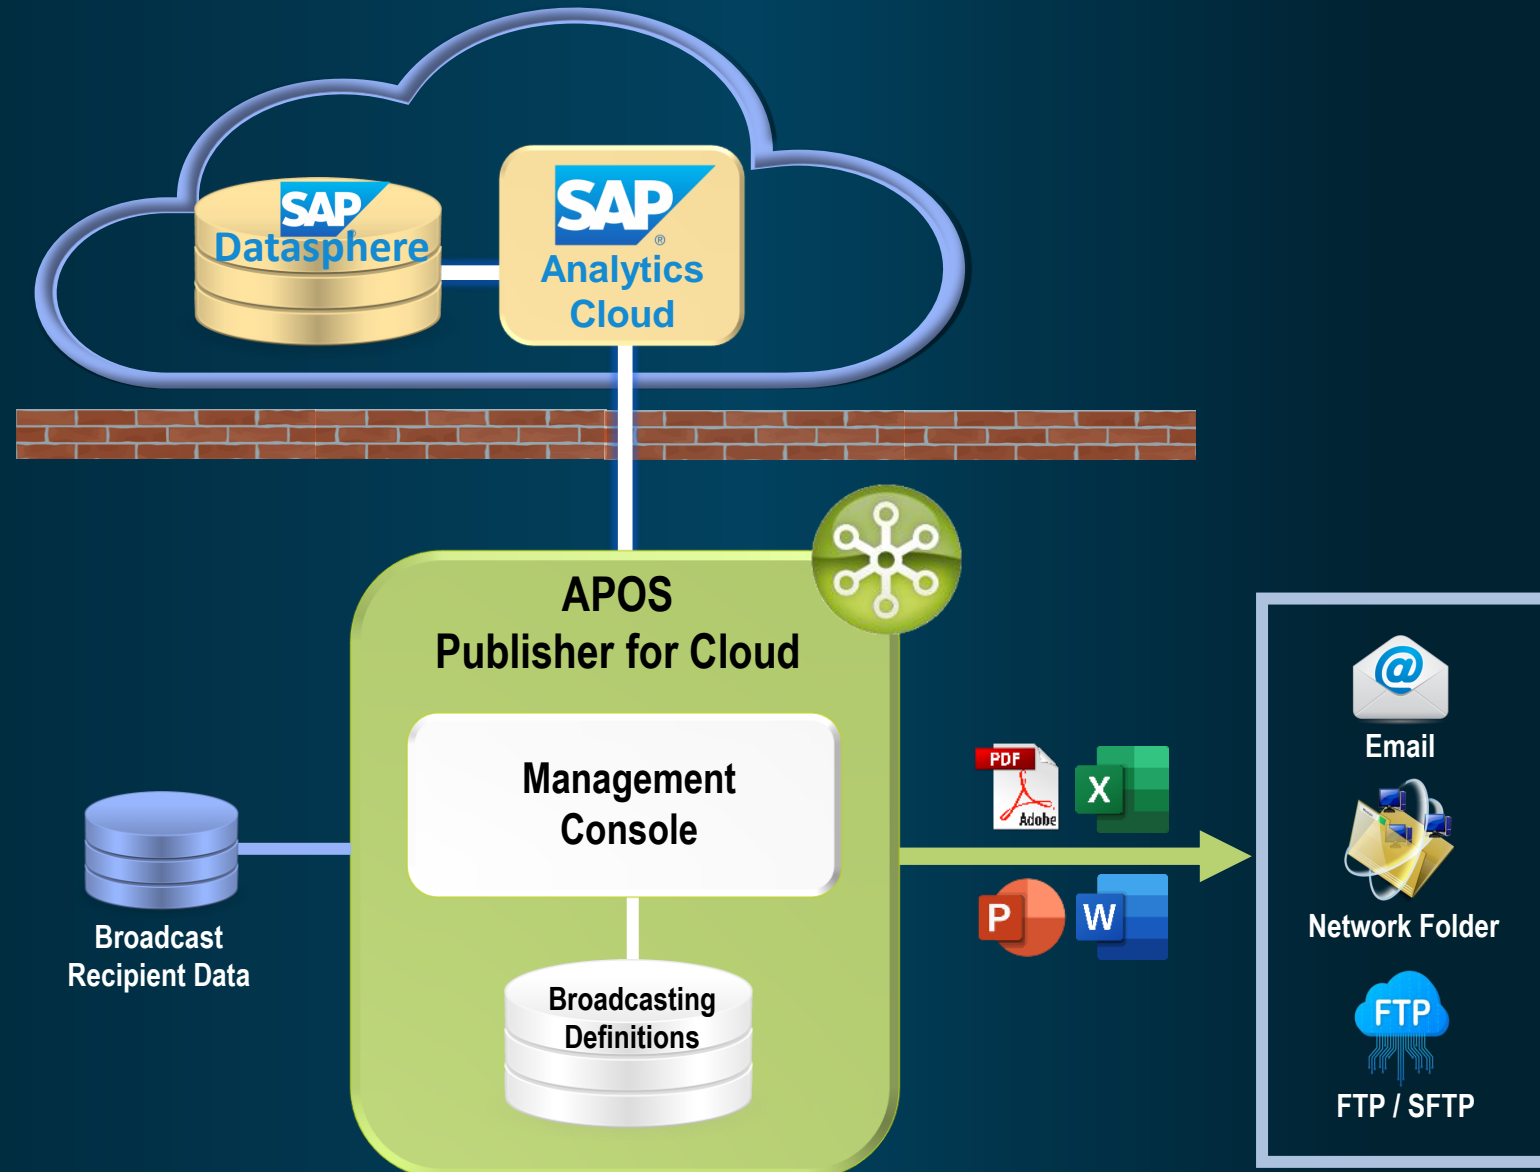 SAP
Datasphere
SAP
®
Analytics
Cloud
APOS
Publisher for Cloud
Management
Console
Broadcasting
Definitions
Broadcast
Recipient Data
PDF
Adobe
X
P
W
@
Email
Network Folder
FTP
FTP / SFTP